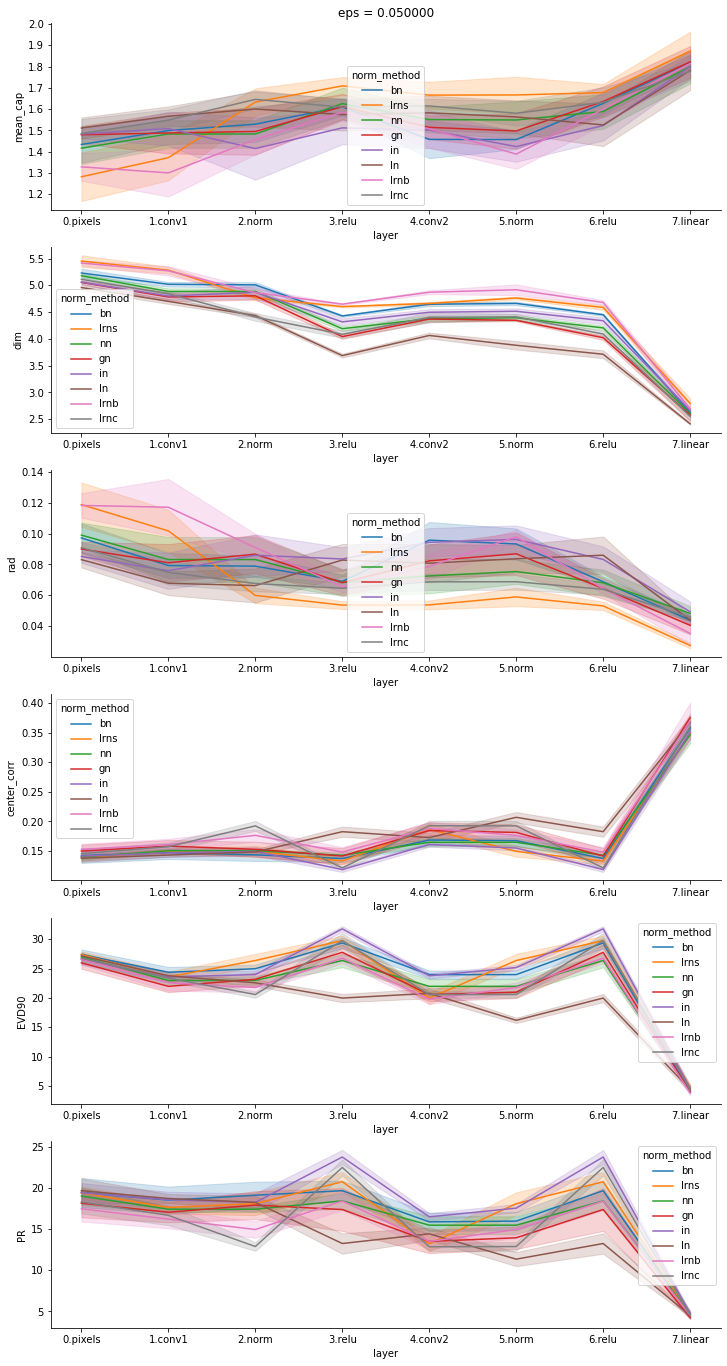 eps = 0.050000
mean_cap
2.0
1.9
1.8
1.7
1.6
1.5
1.4
1.3
1.2
norm_method
bn
lrns
nn
gn
in
ln
lrnb
lrnc
0.pixels 1.conv1 2.norm 3.relu 4.conv2 5.norm 6.relu 7.linear
layer
dim
5.5
5.0
4.5
4.0
3.5
3.0
2.5
norm_method
bn
lrns
nn
gn
in
ln
lrnb
lrnc
0.pixels 1.conv1 2.norm 3.relu 4.conv2 5.norm 6.relu 7.linear
layer
rad
0.14
0.12
0.10
0.08
0.06
0.04
norm_method
bn
lrns
nn
gn
in
ln
lrnb
lrnc
0.pixels 1.conv1 2.norm 3.relu 4.conv2 5.norm 6.relu 7.linear
layer
center_corr
0.40
0.35
0.30
0.25
0.20
0.15
norm_method
bn
lrns
nn
gn
in
ln
lrnb
lrnc
0.pixels 1.conv1 2.norm 3.relu 4.conv2 5.norm 6.relu 7.linear
layer
EVD90
30
25
20
15
10
5
norm_method
bn
lrns
nn
gn
in
ln
lrnb
lrnc
0.pixels 1.conv1 2.norm 3.relu 4.conv2 5.norm 6.relu 7.linear
layer
PR
25
20
15
10
5
norm_method
bn
lrns
nn
gn
in
ln
lrnb
lrnc
0.pixels 1.conv1 2.norm 3.relu 4.conv2 5.norm 6.relu 7.linear
layer